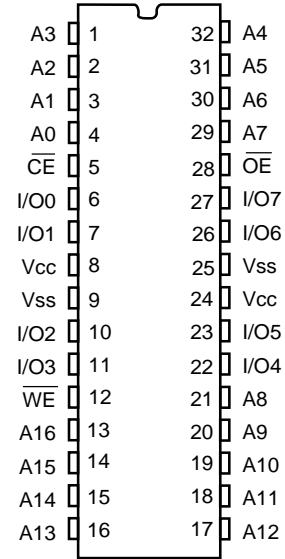 A3 1 32 A4
A2 2 31 A5
A1 3 30 A6
A0 4 29 A7
C̅E̅ 5 28 O̅E̅
I/O0 6 27 I/O7
I/O1 7 26 I/O6
Vcc 8 25 Vss
Vss 9 24 Vcc
I/O2 10 23 I/O5
I/O3 11 22 I/O4
W̅E̅ 12 21 A8
A16 13 20 A9
A15 14 19 A10
A14 15 18 A11
A13 16 17 A12